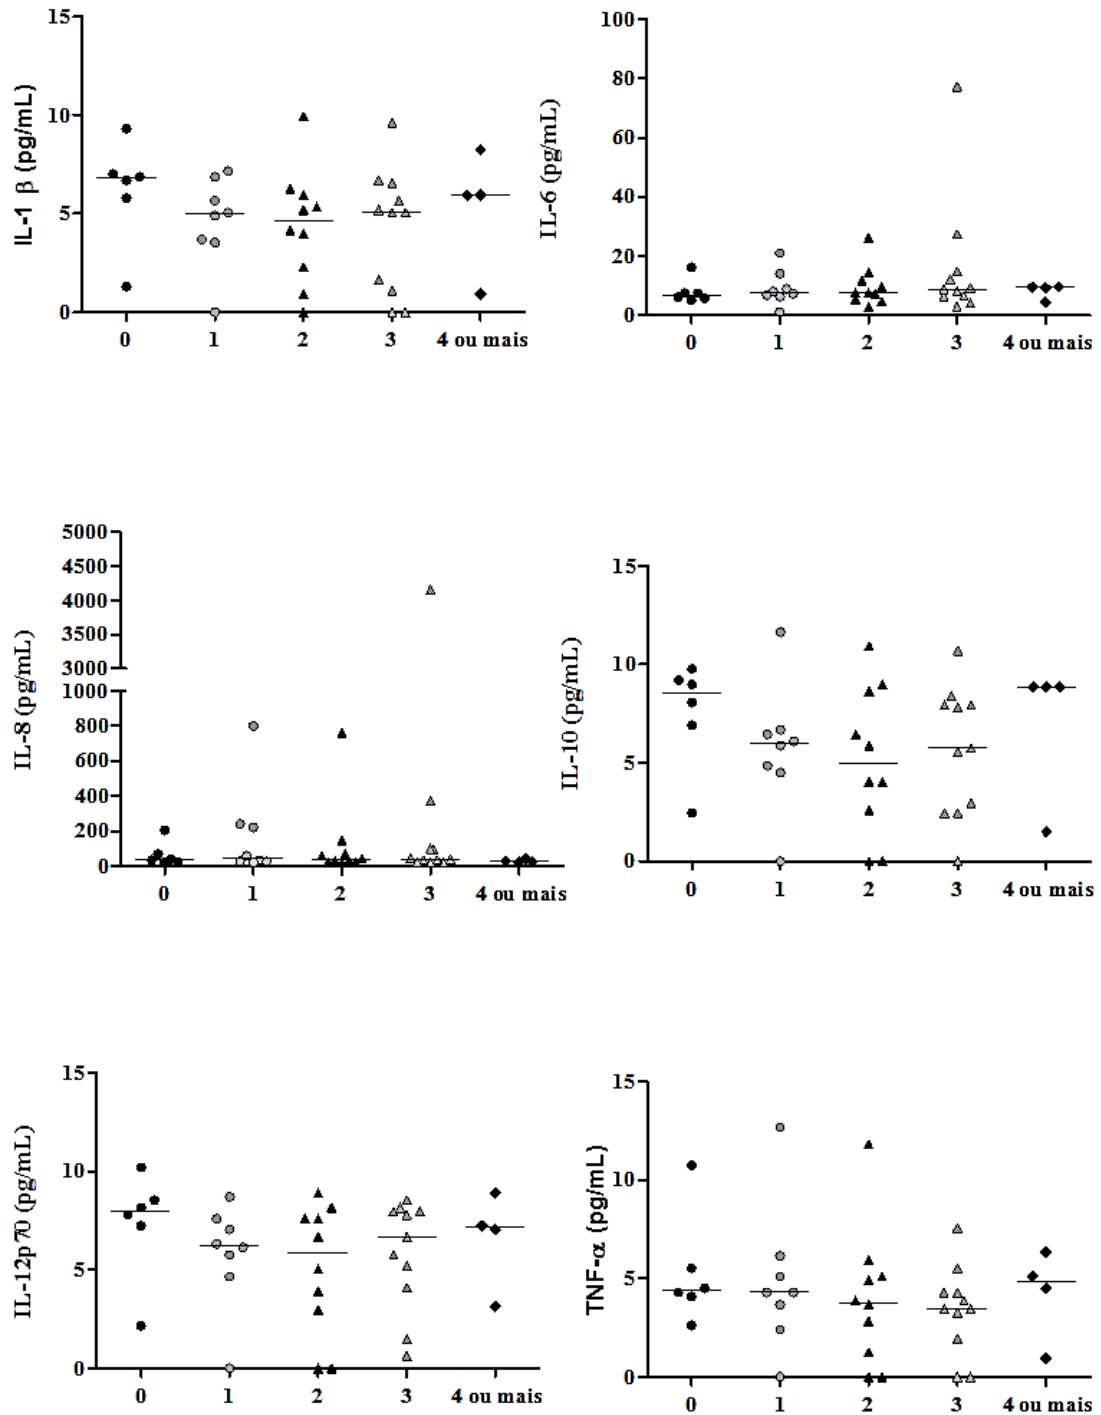 IL-1 β (pg/mL)
15
10
5
0
0 1 2 3 4 ou mais
IL-6 (pg/mL)
100
80
60
40
20
0
0 1 2 3 4 ou mais
IL-8 (pg/mL)
5000
4500
4000
3500
3000
1000
800
600
400
200
0
0 1 2 3 4 ou mais
IL-10 (pg/mL)
15
10
5
0
0 1 2 3 4 ou mais
IL-12p70 (pg/mL)
15
10
5
0
0 1 2 3 4 ou mais
TNF-α (pg/mL)
15
10
5
0
0 1 2 3 4 ou mais